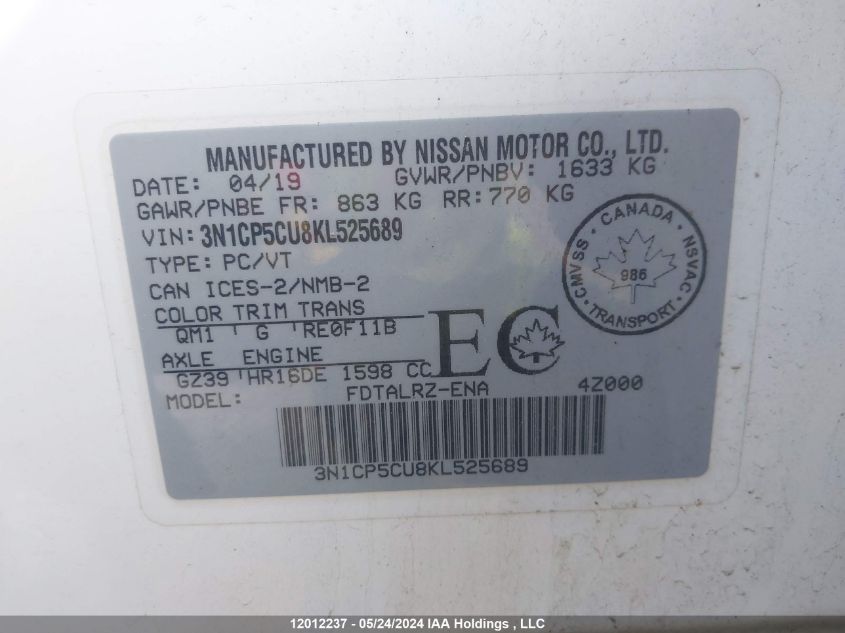 MANUFACTURED BY NISSAN MOTOR CO., LTD.
DATE: 04/19 GVWR/PNBV: 1633 KG
GAWR/PNBE FR: 863 KG RR: 770 KG
VIN: 3N1CP5CU8KL525689
TYPE: PC/VT
CAN ICES-2/NMB-2
COLOR TRIM TRANS
QM1 ' G ' RE0F11B
AXLE ENGINE
GZ39 ' HR16DE 1598 CC
MODEL: FDTALRZ-ENA 4Z000
EC
CANADA
CMVSS
NSVAC
985
TRANSPORT
3N1CP5CU8KL525689
12012237 - 05/24/2024 IAA Holdings , LLC